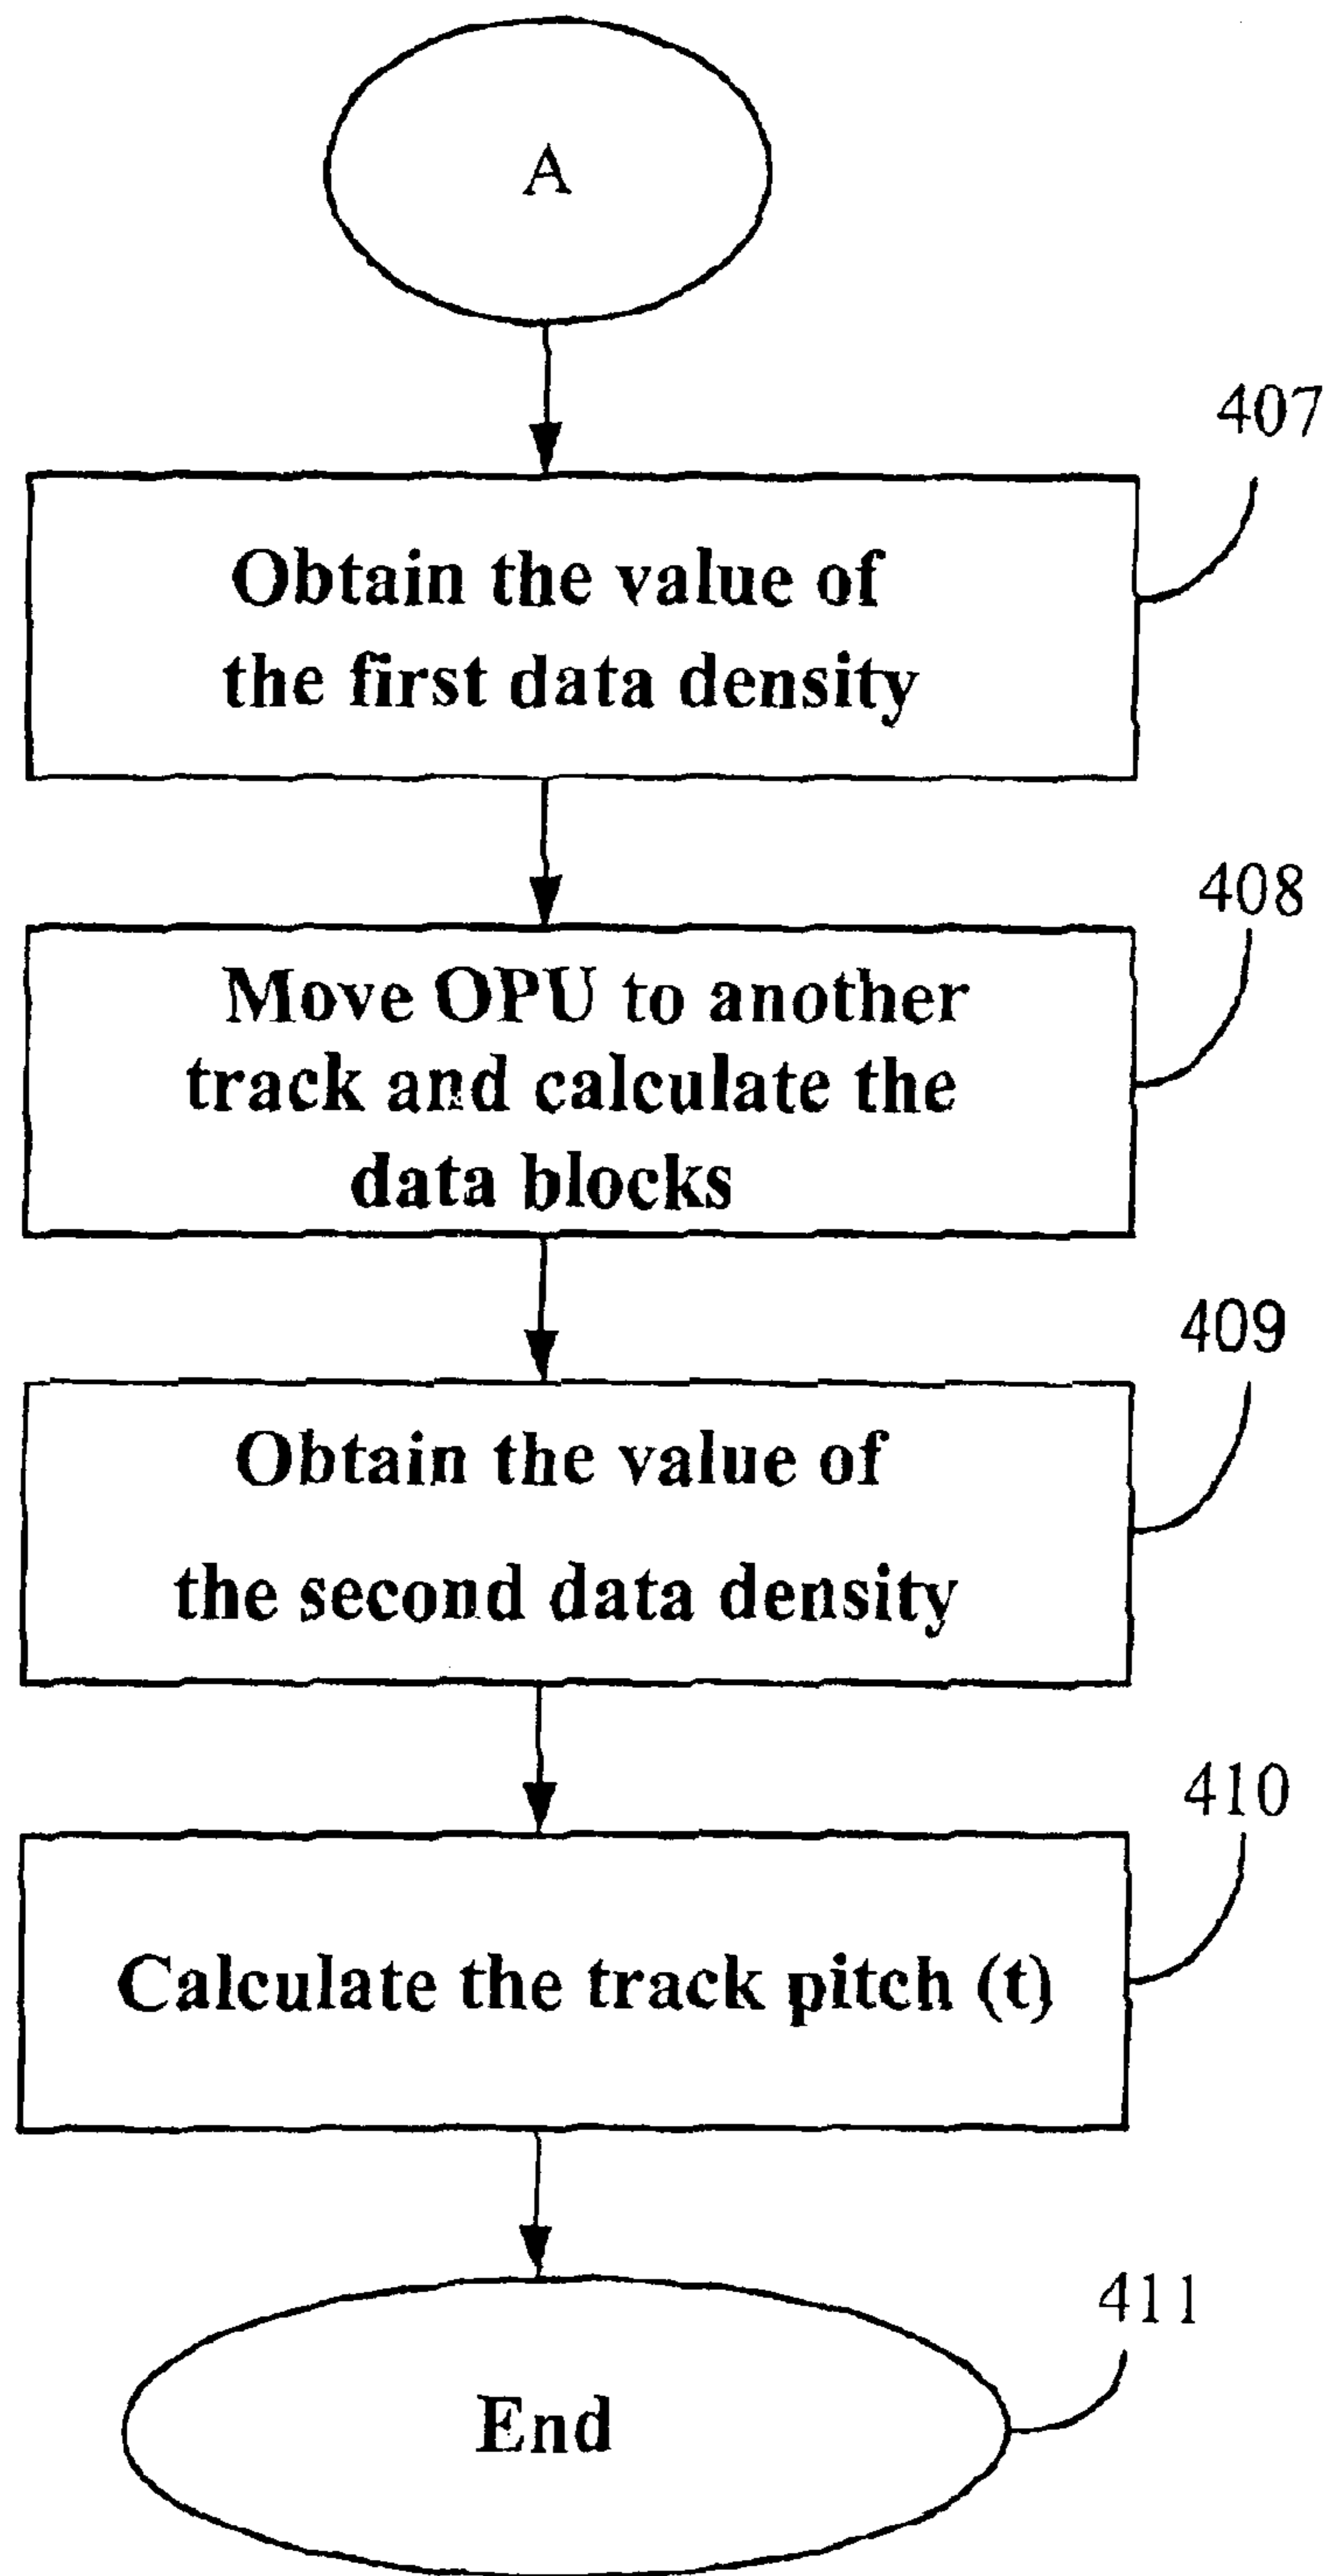 A
407
Obtain the value of
the first data density
408
Move OPU to another
track and calculate the
data blocks
409
Obtain the value of
the second data density
410
Calculate the track pitch (t)
411
End